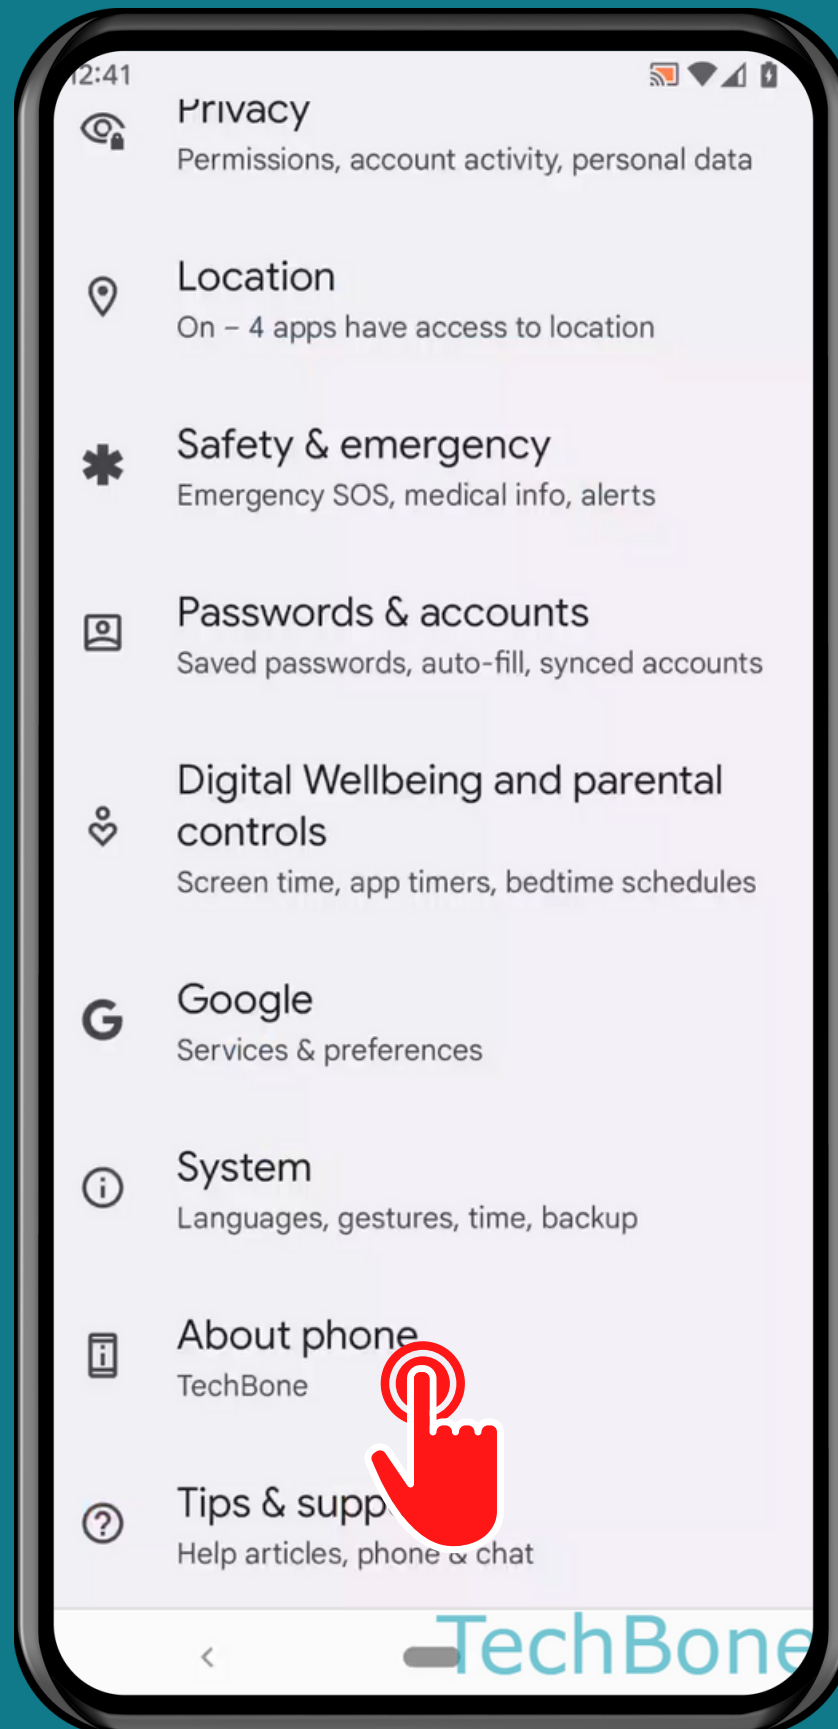 12:41
Privacy
Permissions, account activity, personal data
Location
On – 4 apps have access to location
Safety & emergency
Emergency SOS, medical info, alerts
Passwords & accounts
Saved passwords, auto-fill, synced accounts
Digital Wellbeing and parental
controls
Screen time, app timers, bedtime schedules
Google
Services & preferences
System
Languages, gestures, time, backup
About phone
TechBone
Tips & supp
Help articles, phone & chat
TechBone